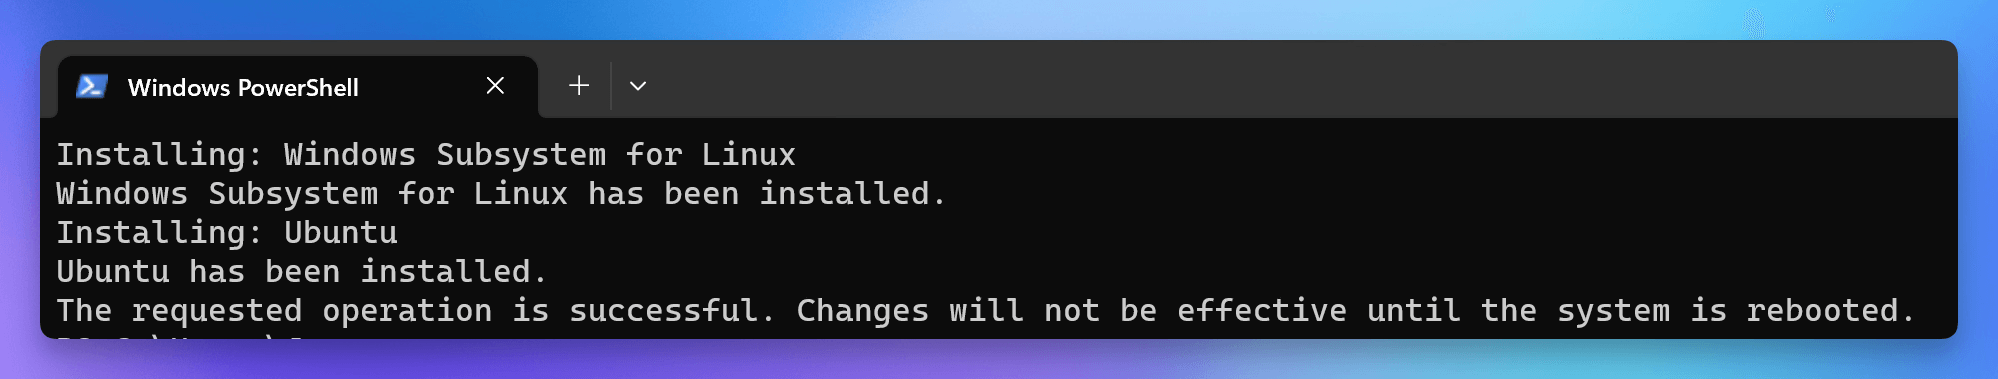 Windows PowerShell
Installing: Windows Subsystem for Linux
Windows Subsystem for Linux has been installed.
Installing: Ubuntu
Ubuntu has been installed.
The requested operation is successful. Changes will not be effective until the system is rebooted.